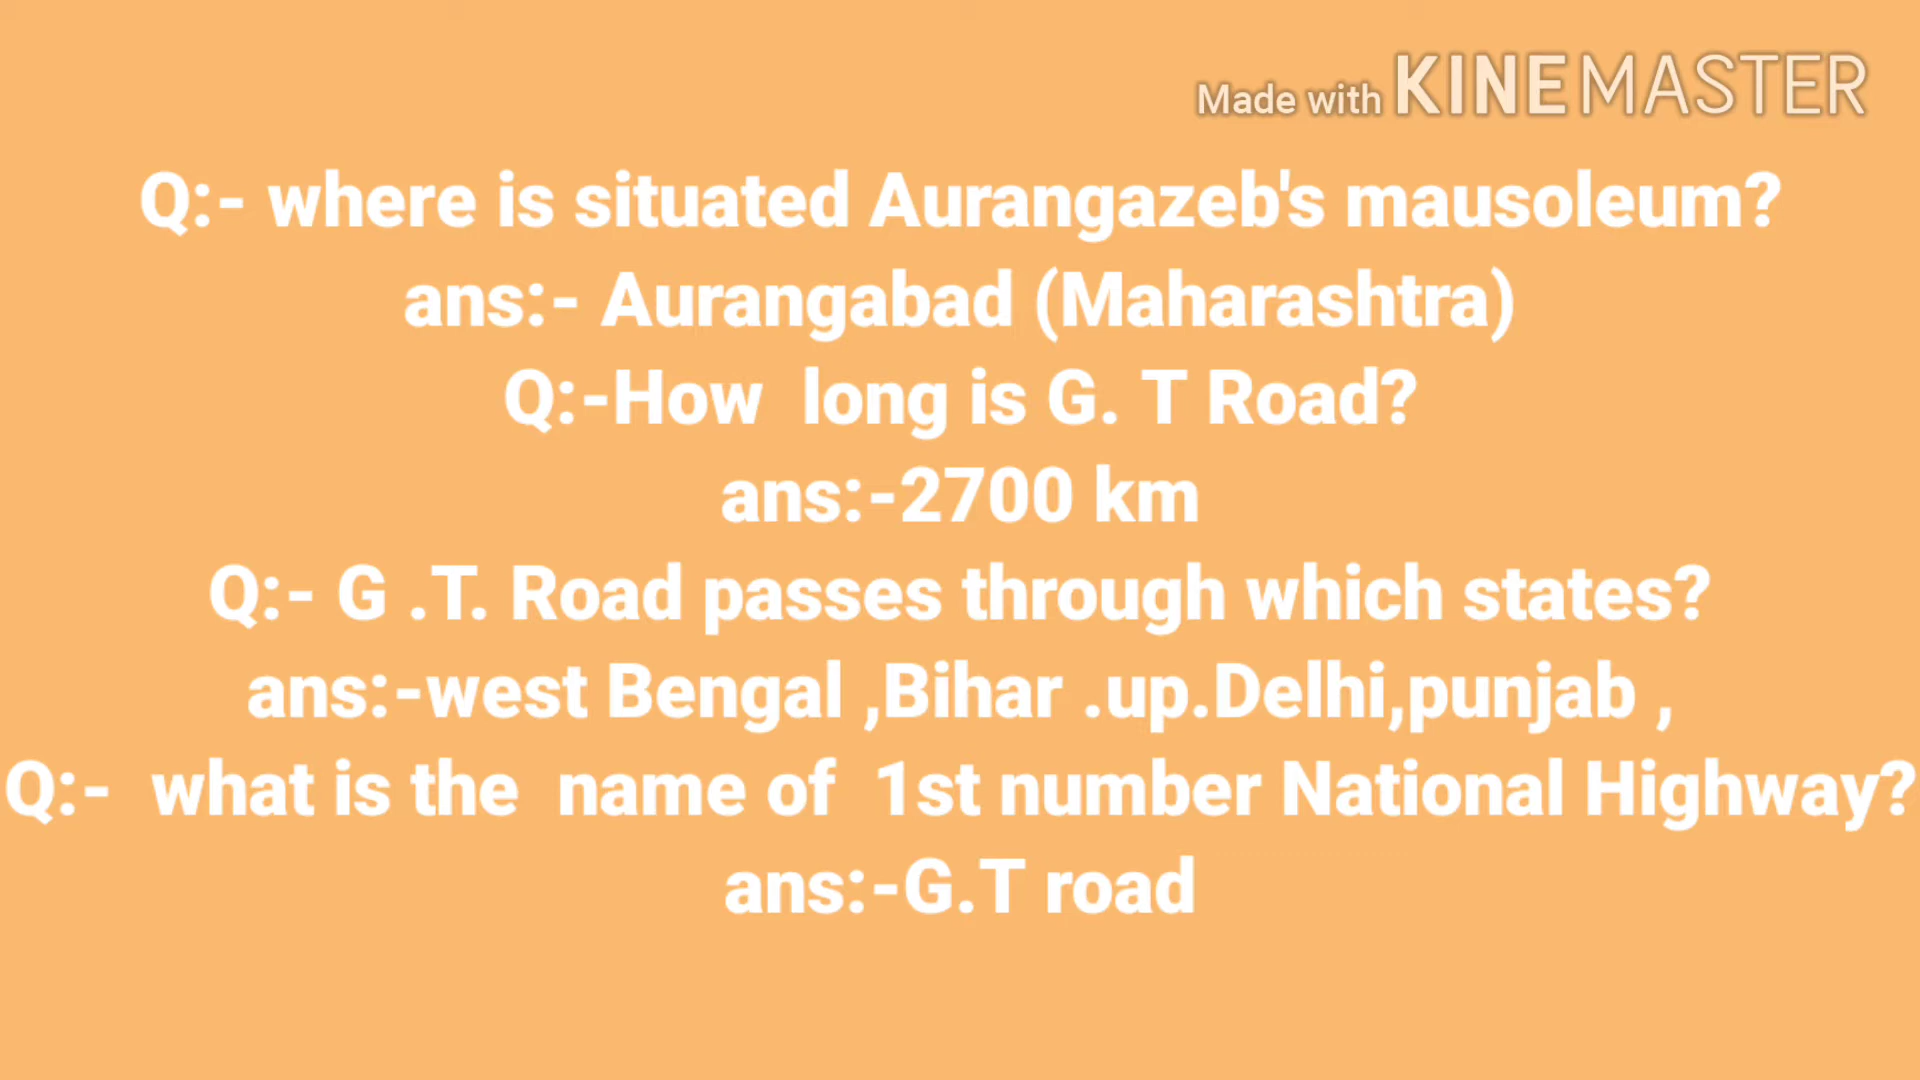 Made with KINEMASTER
Q:- where is situated Aurangazeb's mausoleum?
ans:- Aurangabad (Maharashtra)
Q:-How long is G. T Road?
ans:-2700 km
Q:- G .T. Road passes through which states?
ans:-west Bengal ,Bihar .up.Delhi,punjab ,
Q:- what is the name of 1st number National Highway?
ans:-G.T road